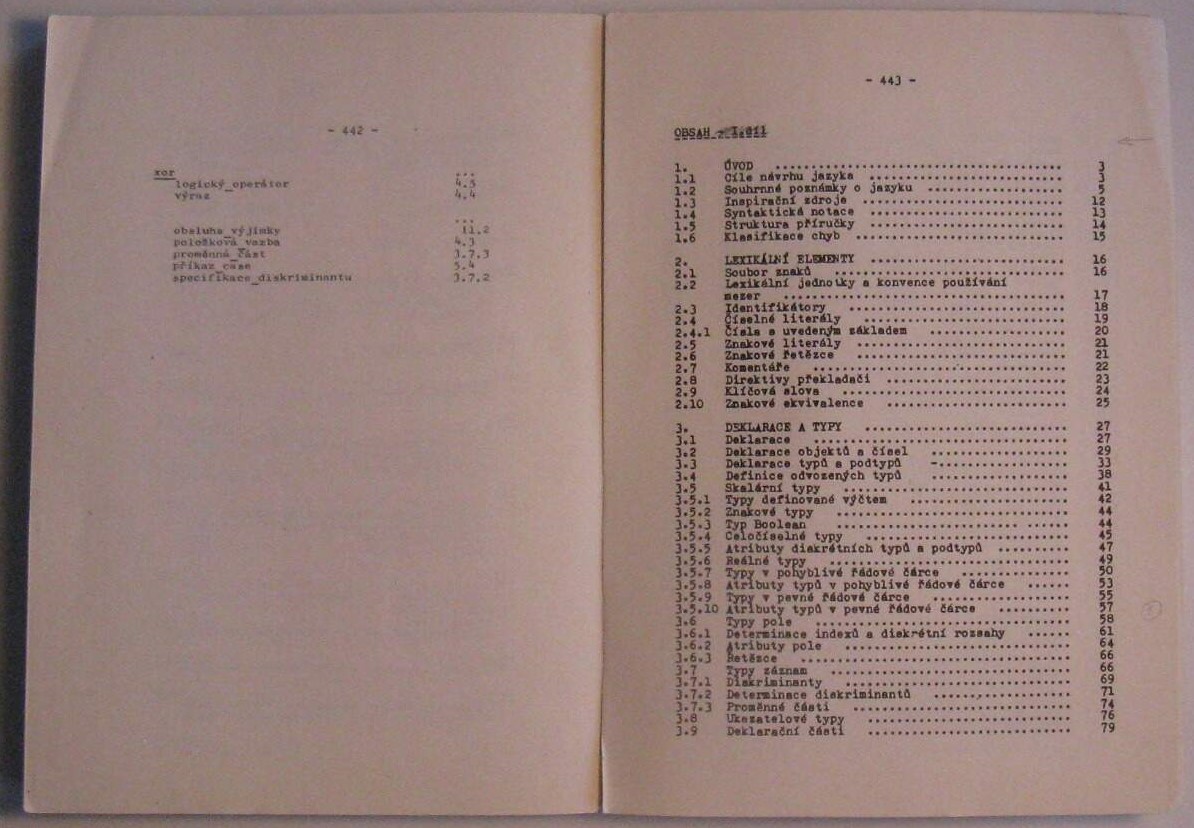 - 442 -
xor ...
logický_operátor 4.5
výraz 4.4
...
obsluha_výjimky 11.2
položková_vazba 4.3
proměnná_část 3.7.3
příkaz_case 5.4
specifikace_diskriminantu 3.7.2
- 443 -
OBSAH - I.díl
1. ÚVOD ..................................... 3
1.1 Cíle návrhu jazyka ......................... 3
1.2 Souhrnné poznámky o jazyku .................. 5
1.3 Inspirační zdroje .......................... 12
1.4 Syntaktická notace ......................... 13
1.5 Struktura příručky ......................... 14
1.6 Klasifikace chyb ........................... 15
2. LEXIKÁLNÍ ELEMENTY ......................... 16
2.1 Soubor znaků .............................. 16
2.2 Lexikální jednotky a konvence používání
mezer .................................... 17
2.3 Identifikátory ............................ 18
2.4 Číselné literály .......................... 19
2.4.1 Čísla s uvedeným základem .................. 20
2.5 Znakové literály ........................... 21
2.6 Znakové řetězce ........................... 21
2.7 Komentáře ................................ 22
2.8 Direktivy překladači ....................... 23
2.9 Klíčová slova ............................. 24
2.10 Znakové ekvivalence ....................... 25
3. DEKLARACE A TYPY .......................... 27
3.1 Deklarace ................................ 27
3.2 Deklarace objektů a čísel .................. 29
3.3 Deklarace typů a podtypů ................. 33
3.4 Definice odvozených typů .................. 38
3.5 Skalární typy ............................. 41
3.5.1 Typy definované výčtem .................... 42
3.5.2 Znakové typy .............................. 44
3.5.3 Typ Boolean .............................. 44
3.5.4 Celočíselné typy .......................... 45
3.5.5 Atributy diskrétních typů a podtypů .......... 47
3.5.6 Reálné typy ............................... 49
3.5.7 Typy v pohyblivé řádové čárce .............. 50
3.5.8 Atributy typů v pohyblivé řádové čárce ...... 53
3.5.9 Typy v pevné řádové čárce .................. 55
3.5.10 Atributy typů v pevné řádové čárce .......... 57
3.6 Typy pole ................................ 58
3.6.1 Determinace indexů a diskrétní rozsahy ...... 61
3.6.2 Atributy pole ............................. 64
3.6.3 Řetězce .................................. 66
3.7 Typy záznam ............................... 66
3.7.1 Diskriminanty ............................. 69
3.7.2 Determinace diskriminantů .................. 71
3.7.3 Proměnné části ............................ 74
3.8 Ukazatelové typy .......................... 76
3.9 Deklarační části .......................... 79